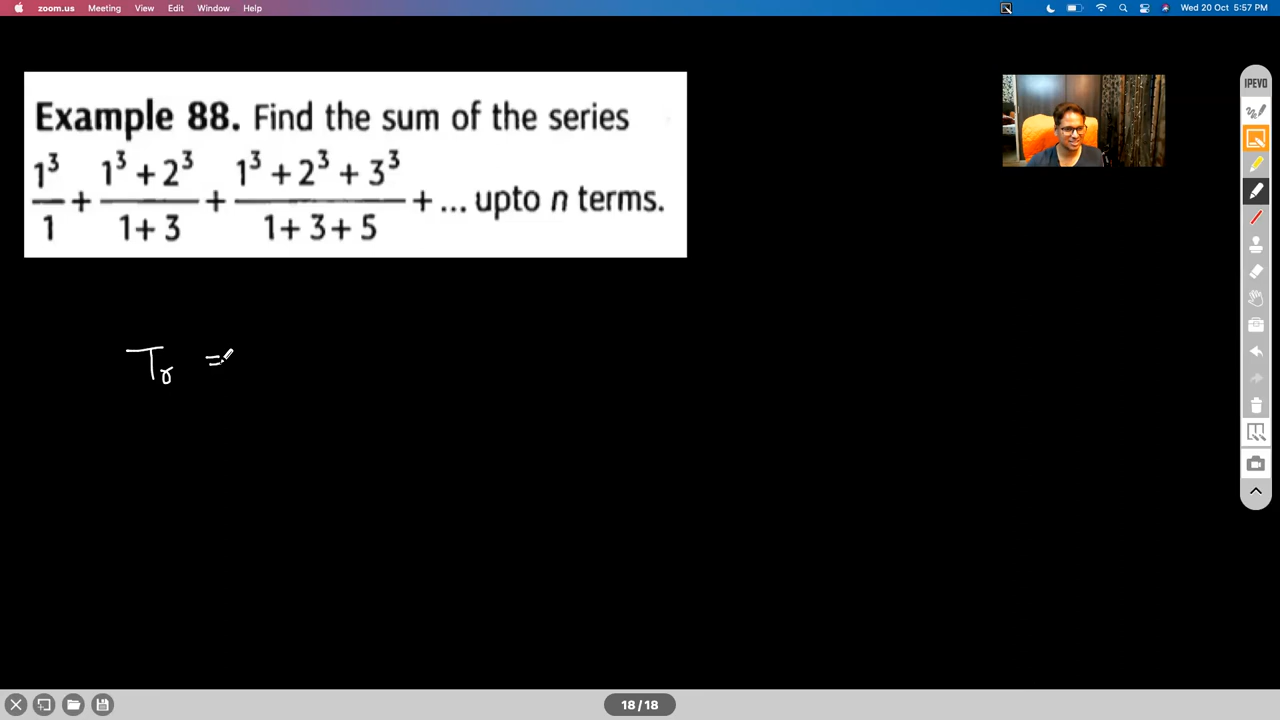 zoom.us Meeting View Edit Window Help Wed 20 Oct 5:57 PM
IPEVO
Example 88. Find the sum of the series
1³/1 + (1³ + 2³)/(1 + 3) + (1³ + 2³ + 3³)/(1 + 3 + 5) + ... upto n terms.
Tr =
18 / 18